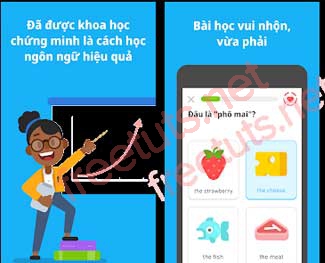 Đã được khoa học
chứng minh là cách học
ngôn ngữ hiệu quả
Bài học vui nhộn,
vừa phải
Đâu là "phô mai"?
the strawberry
the cheese
the fish
the meat
freetuts.net
freetuts.net